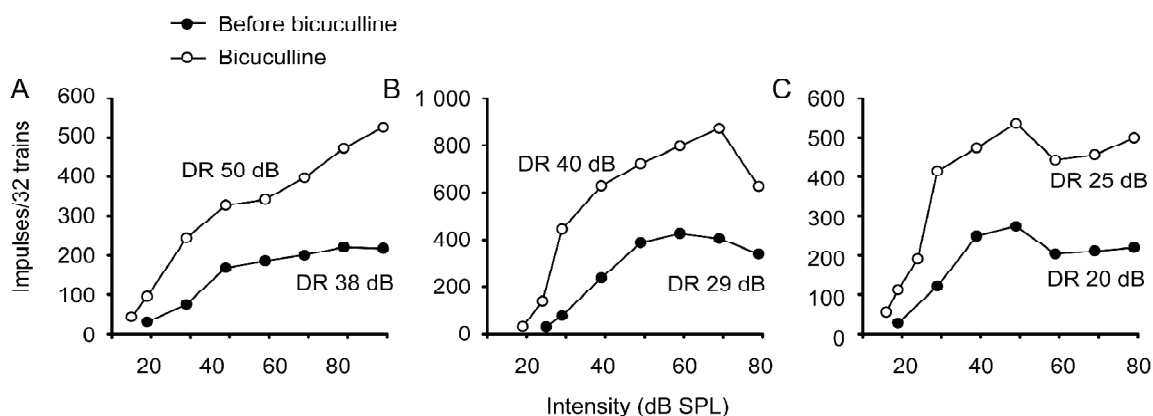 Before bicuculline
Bicuculline
A
600
500
400
300
200
100
0
20
40
60
80
DR 50 dB
DR 38 dB
Impulses/32 trains
B
1 000
800
600
400
200
0
20
40
60
80
DR 40 dB
DR 29 dB
C
600
500
400
300
200
100
0
20
40
60
80
DR 25 dB
DR 20 dB
Intensity (dB SPL)